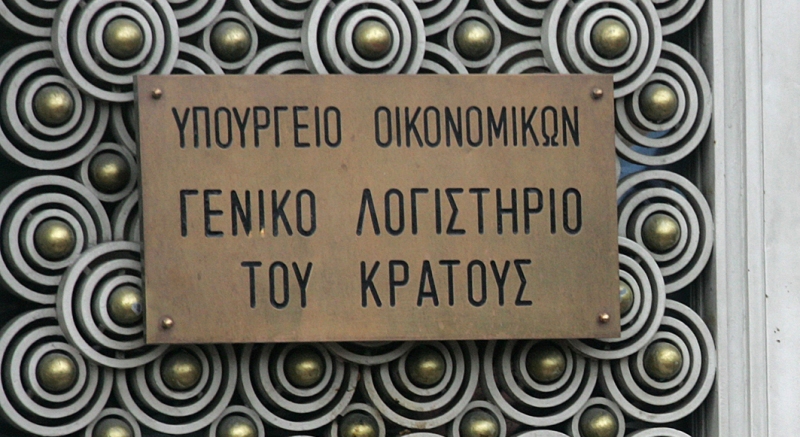 ΥΠΟΥΡΓΕΙΟ ΟΙΚΟΝΟΜΙΚΩΝ
ΓΕΝΙΚΟ ΛΟΓΙΣΤΗΡΙΟ
ΤΟΥ ΚΡΑΤΟΥΣ